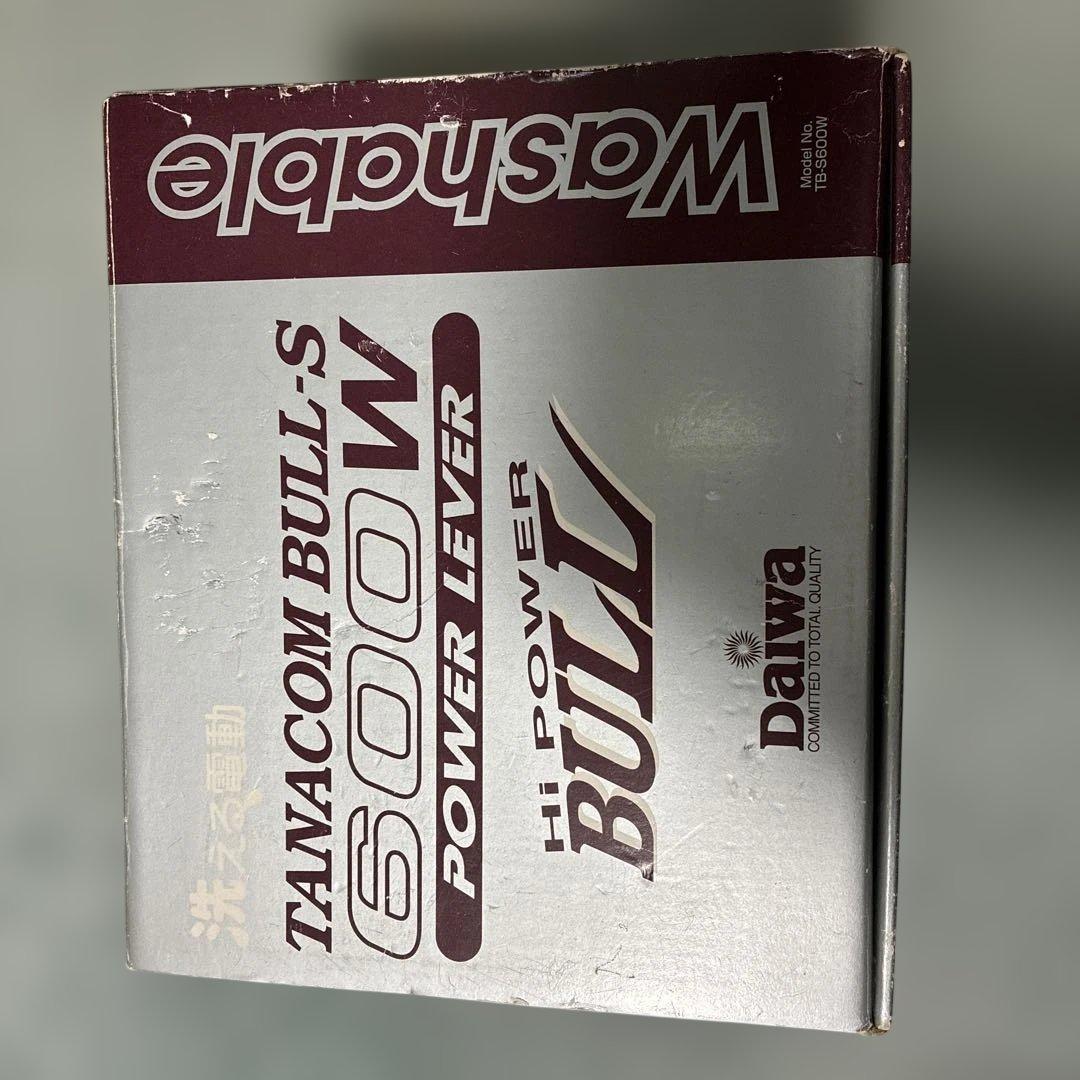 Washable
Model No.
TB-S600W
洗える電動
TANACOM BULL-S
600W
POWER LEVER
Hi POWER
BULL
Daiwa
COMMITTED TO TOTAL QUALITY